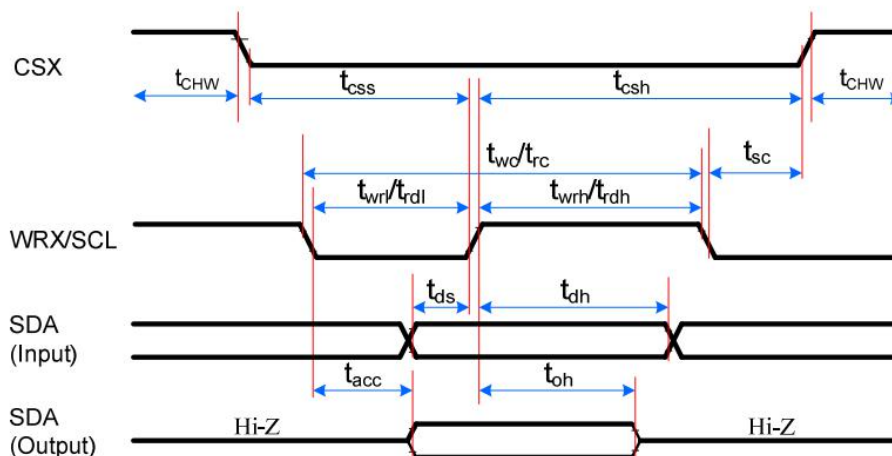 CSX
tCHW
tcss
tcsh
tCHW
twc/trc
tsc
twrl/trdl
twrh/trdh
WRX/SCL
tds
tdh
SDA
(Input)
tacc
toh
SDA
(Output)
Hi-Z
Hi-Z